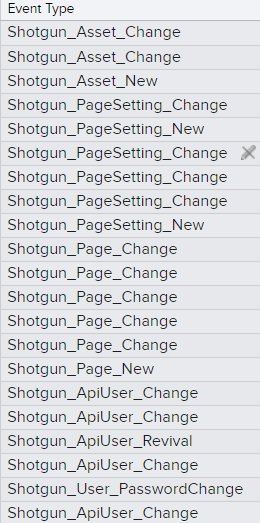 Event Type
Shotgun_Asset_Change
Shotgun_Asset_Change
Shotgun_Asset_New
Shotgun_PageSetting_Change
Shotgun_PageSetting_New
Shotgun_PageSetting_Change
Shotgun_PageSetting_Change
Shotgun_PageSetting_Change
Shotgun_PageSetting_New
Shotgun_Page_Change
Shotgun_Page_Change
Shotgun_Page_Change
Shotgun_Page_Change
Shotgun_Page_Change
Shotgun_Page_New
Shotgun_ApiUser_Change
Shotgun_ApiUser_Change
Shotgun_ApiUser_Revival
Shotgun_ApiUser_Change
Shotgun_User_PasswordChange
Shotgun_ApiUser_Change